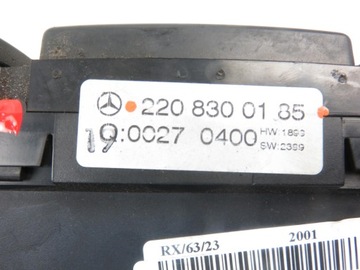 220 830 01 85
Q:0027 0400
HW:1899
SW:2399
19
RX/63/23 2001